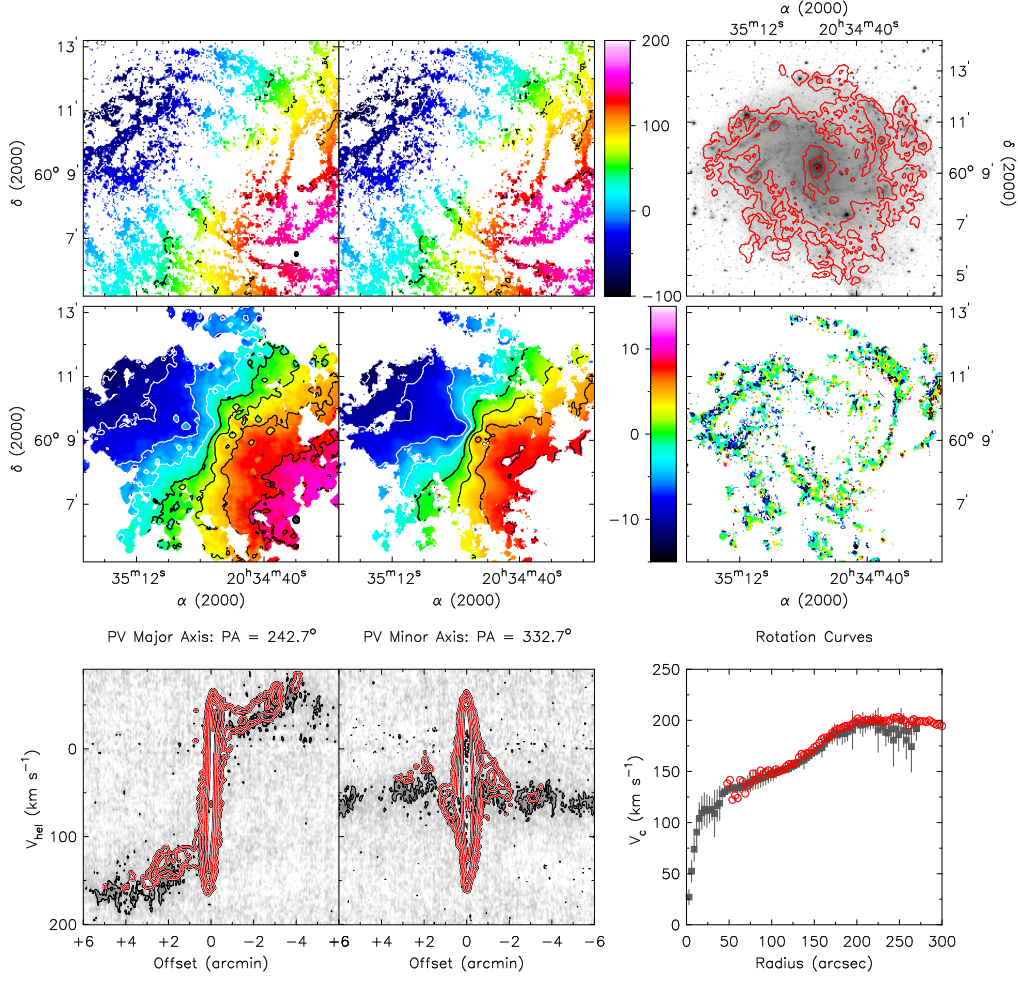 α (2000)
35ᵐ12ˢ 20ʰ34ᵐ40ˢ
13' 11' 60° 9' 7'
δ (2000)
200 100 0 −100
13' 11' 60° 9' 7' 5'
δ (2000)
13' 11' 60° 9' 7'
δ (2000)
10 0 −10
13' 11' 60° 9' 7'
δ (2000)
35ᵐ12ˢ 20ʰ34ᵐ40ˢ 35ᵐ12ˢ 20ʰ34ᵐ40ˢ 35ᵐ12ˢ 20ʰ34ᵐ40ˢ
α (2000) α (2000) α (2000)
PV Major Axis: PA = 242.7° PV Minor Axis: PA = 332.7° Rotation Curves
0 100 200
V_hel (km s⁻¹)
250 200 150 100 50 0
V_c (km s⁻¹)
+6 +4 +2 0 −2 −4 +6 +4 +2 0 −2 −4 −6 0 50 100 150 200 250 300
Offset (arcmin) Offset (arcmin) Radius (arcsec)